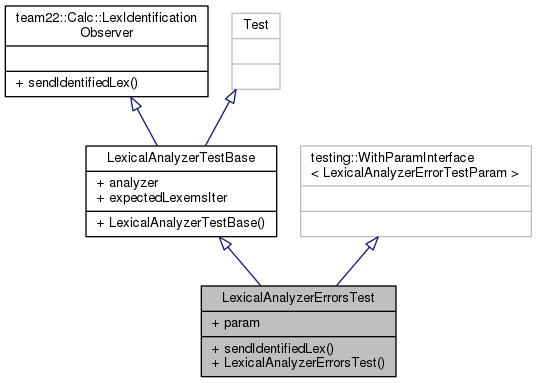 team22::Calc::LexIdentification
Observer
+ sendIdentifiedLex()
Test
LexicalAnalyzerTestBase
+ analyzer
+ expectedLexemsIter
+ LexicalAnalyzerTestBase()
testing::WithParamInterface
< LexicalAnalyzerErrorTestParam >
LexicalAnalyzerErrorsTest
+ param
+ sendIdentifiedLex()
+ LexicalAnalyzerErrorsTest()